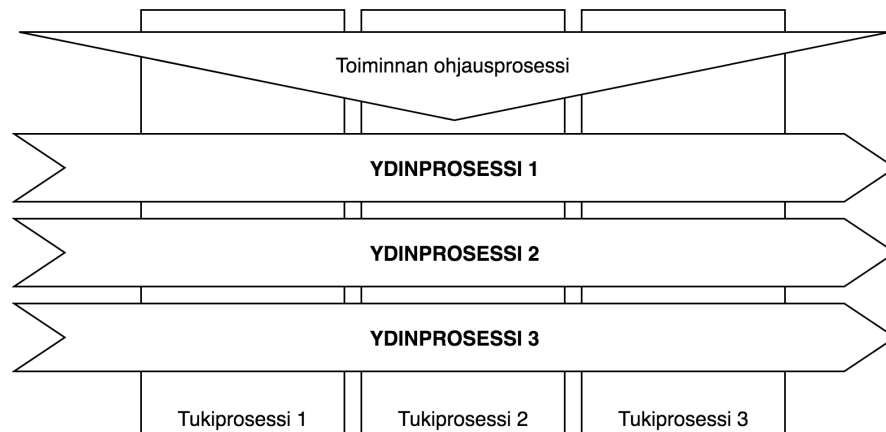 Toiminnan ohjausprosessi
YDINPROSESSI 1
YDINPROSESSI 2
YDINPROSESSI 3
Tukiprosessi 1
Tukiprosessi 2
Tukiprosessi 3